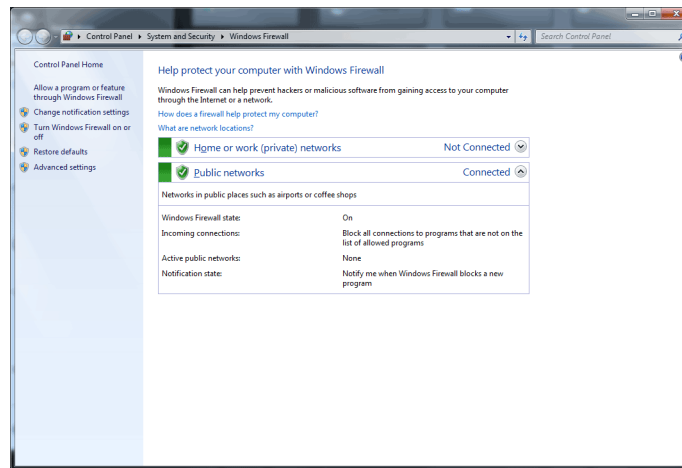 Control Panel ▸ System and Security ▸ Windows Firewall
Search Control Panel
Control Panel Home
Allow a program or feature
through Windows Firewall
Change notification settings
Turn Windows Firewall on or
off
Restore defaults
Advanced settings
Help protect your computer with Windows Firewall
Windows Firewall can help prevent hackers or malicious software from gaining access to your computer
through the Internet or a network.
How does a firewall help protect my computer?
What are network locations?
Home or work (private) networks Not Connected
Public networks Connected
Networks in public places such as airports or coffee shops
Windows Firewall state: On
Incoming connections: Block all connections to programs that are not on the
list of allowed programs
Active public networks: None
Notification state: Notify me when Windows Firewall blocks a new
program